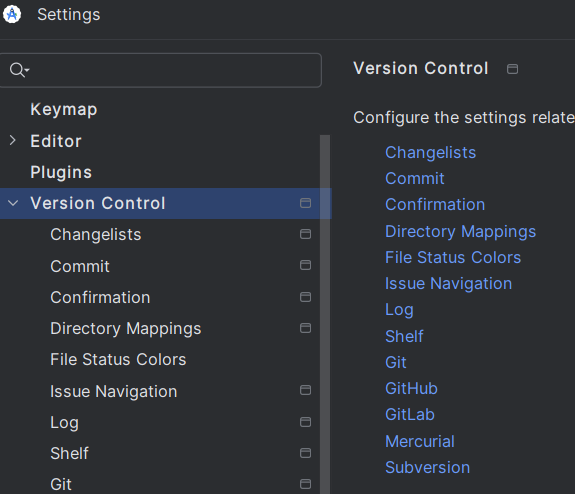 Settings
Keymap
Editor
Plugins
Version Control
Changelists
Commit
Confirmation
Directory Mappings
File Status Colors
Issue Navigation
Log
Shelf
Git
Version Control
Configure the settings relate
Changelists
Commit
Confirmation
Directory Mappings
File Status Colors
Issue Navigation
Log
Shelf
Git
GitHub
GitLab
Mercurial
Subversion